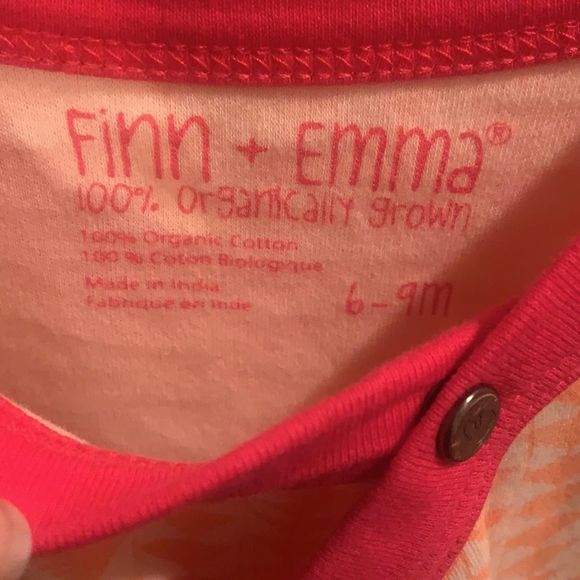 Finn + Emma®
100% organically grown
100% Organic Cotton
100 % Coton Biologique
Made in India
Fabriqué en Inde
6-9M